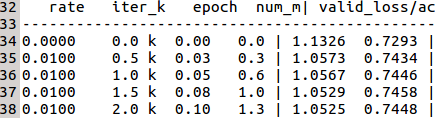 32 rate iter_k epoch num_m| valid_loss/ac
33 ------------------------------------------------------
34 0.0000 0.0 k 0.00 0.0 | 1.1326 0.7293 |
35 0.0100 0.5 k 0.03 0.3 | 1.0573 0.7434 |
36 0.0100 1.0 k 0.05 0.6 | 1.0567 0.7446 |
37 0.0100 1.5 k 0.08 1.0 | 1.0529 0.7458 |
38 0.0100 2.0 k 0.10 1.3 | 1.0525 0.7448 |